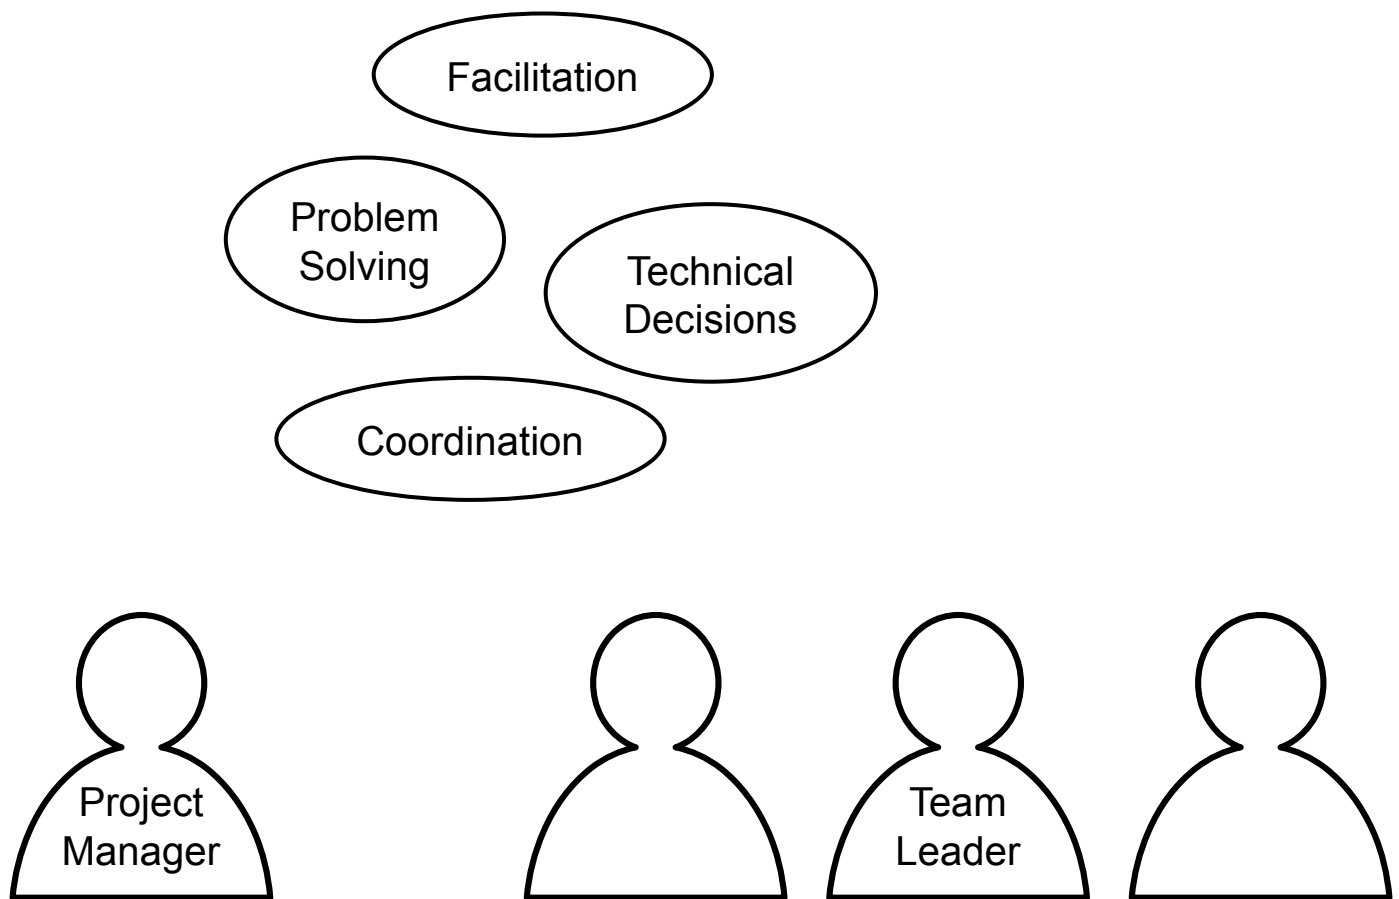 Facilitation
Problem
Solving
Technical
Decisions
Coordination
Project
Manager
Team
Leader